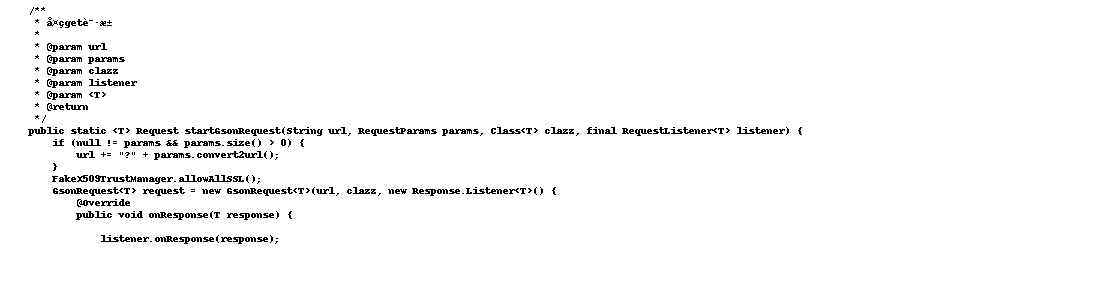 /**
* å¤çgetè¯·æ±
*
* @param url
* @param params
* @param clazz
* @param listener
* @param <T>
* @return
*/
public static <T> Request startGsonRequest(String url, RequestParams params, Class<T> clazz, final RequestListener<T> listener) {
if (null != params && params.size() > 0) {
url += "?" + params.convert2url();
}
FakeX509TrustManager.allowAllSSL();
GsonRequest<T> request = new GsonRequest<T>(url, clazz, new Response.Listener<T>() {
@Override
public void onResponse(T response) {
listener.onResponse(response);